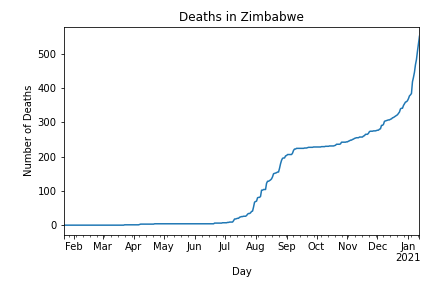 Deaths in Zimbabwe
Number of Deaths
500
400
300
200
100
0
Feb Mar Apr May Jun Jul Aug Sep Oct Nov Dec Jan
2021
Day